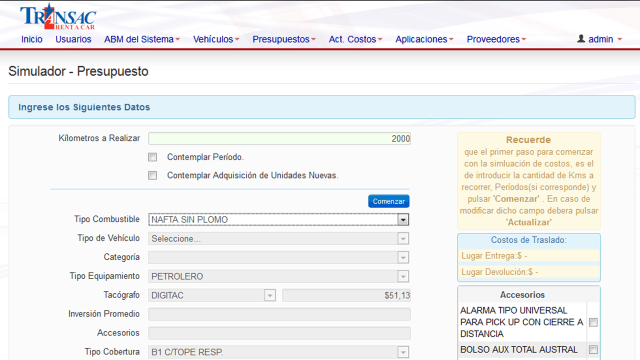 TRANSAC
RENT A CAR
Inicio Usuarios ABM del Sistema Vehículos Presupuestos Act. Costos Aplicaciones Proveedores admin
Simulador - Presupuesto
Ingrese los Siguientes Datos
Kílometros a Realizar 2000
Contemplar Período.
Contemplar Adquisición de Unidades Nuevas.
Comenzar
Tipo Combustible NAFTA SIN PLOMO
Tipo de Vehículo Seleccione...
Categoría
Tipo Equipamiento PETROLERO
Tacógrafo DIGITAC $51,13
Inversión Promedio
Accesorios
Tipo Cobertura B1 C/TOPE RESP.
Recuerde
que el primer paso para comenzar
con la simluación de costos, es el
de introducir la cantidad de Kms a
recorrer, Períodos(si corresponde) y
pulsar 'Comenzar' . En caso de
modificar dicho campo debera pulsar
'Actualizar'
Costos de Traslado:
Lugar Entrega:$ -
Lugar Devolución:$ -
Accesorios
ALARMA TIPO UNIVERSAL
PARA PICK UP CON CIERRE A
DISTANCIA
BOLSO AUX TOTAL AUSTRAL